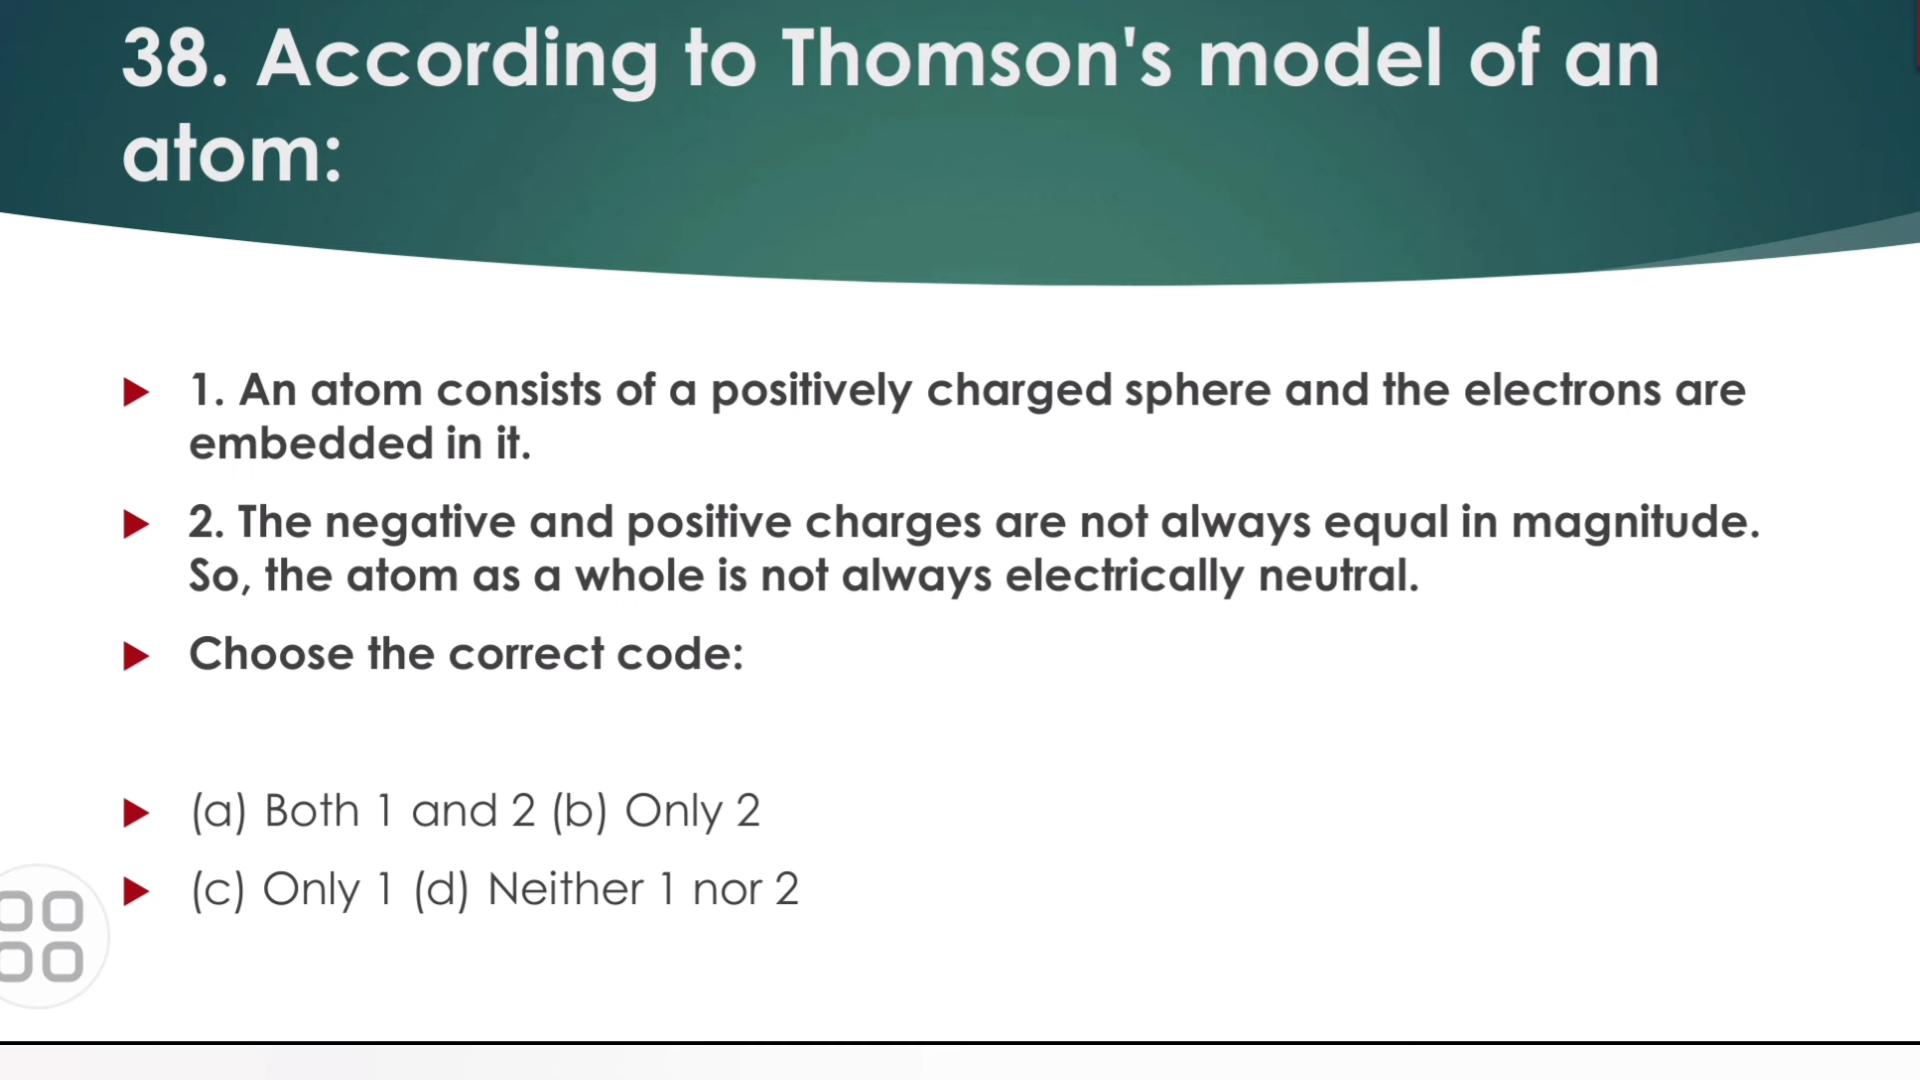 38. According to Thomson's model of an
atom:
1. An atom consists of a positively charged sphere and the electrons are
embedded in it.
2. The negative and positive charges are not always equal in magnitude.
So, the atom as a whole is not always electrically neutral.
Choose the correct code:
(a) Both 1 and 2 (b) Only 2
(c) Only 1 (d) Neither 1 nor 2